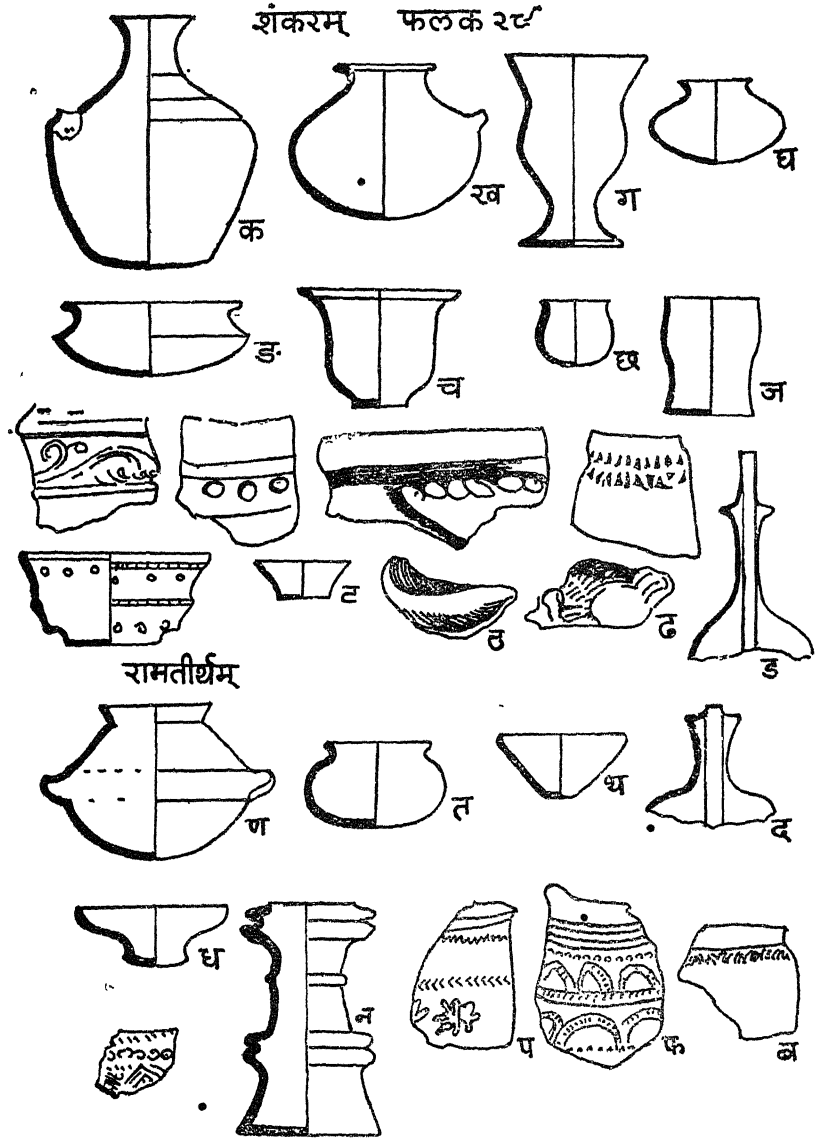 शंकरम् फलक २९
क
ख
ग
घ
ङ
च
छ
ज
ट
ठ
ढ
ड
रामतीर्थम्
ण
त
थ
द
ध
न
प
फ
ब